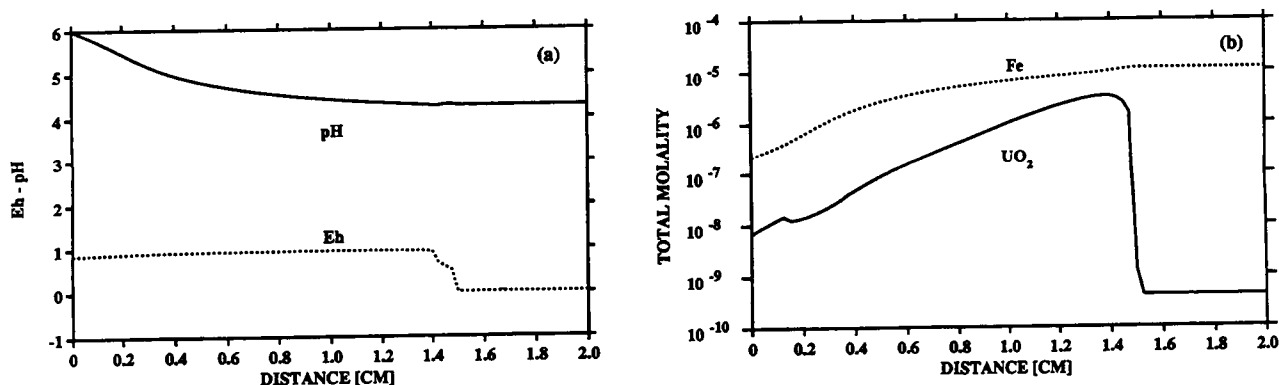 (a)
Eh - pH
6
5
4
3
2
1
0
-1
pH
Eh
0 0.2 0.4 0.6 0.8 1.0 1.2 1.4 1.6 1.8 2.0
DISTANCE [CM]
(b)
TOTAL MOLALITY
10⁻⁴
10⁻⁵
10⁻⁶
10⁻⁷
10⁻⁸
10⁻⁹
10⁻¹⁰
Fe
UO₂
0 0.2 0.4 0.6 0.8 1.0 1.2 1.4 1.6 1.8 2.0
DISTANCE [CM]